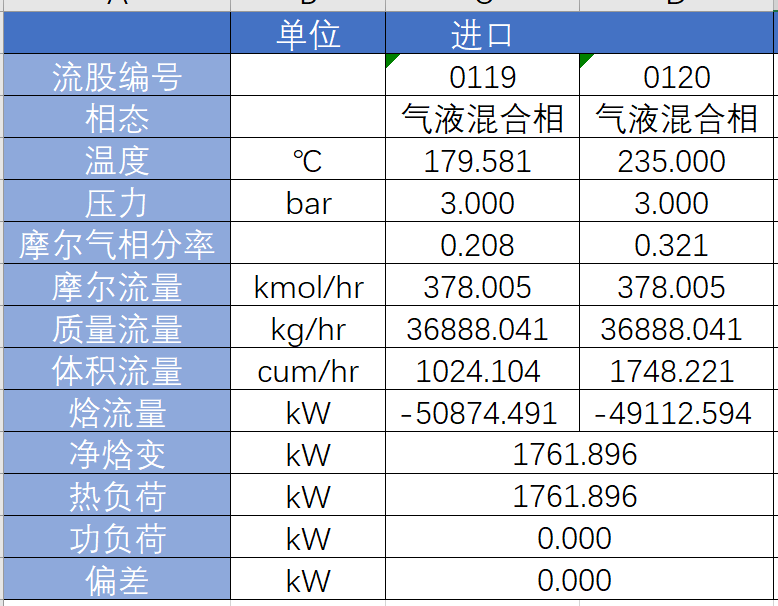 单位 进口
流股编号 0119 0120
相态 气液混合相 气液混合相
温度 ℃ 179.581 235.000
压力 bar 3.000 3.000
摩尔气相分率 0.208 0.321
摩尔流量 kmol/hr 378.005 378.005
质量流量 kg/hr 36888.041 36888.041
体积流量 cum/hr 1024.104 1748.221
焓流量 kW -50874.491 -49112.594
净焓变 kW 1761.896
热负荷 kW 1761.896
功负荷 kW 0.000
偏差 kW 0.000